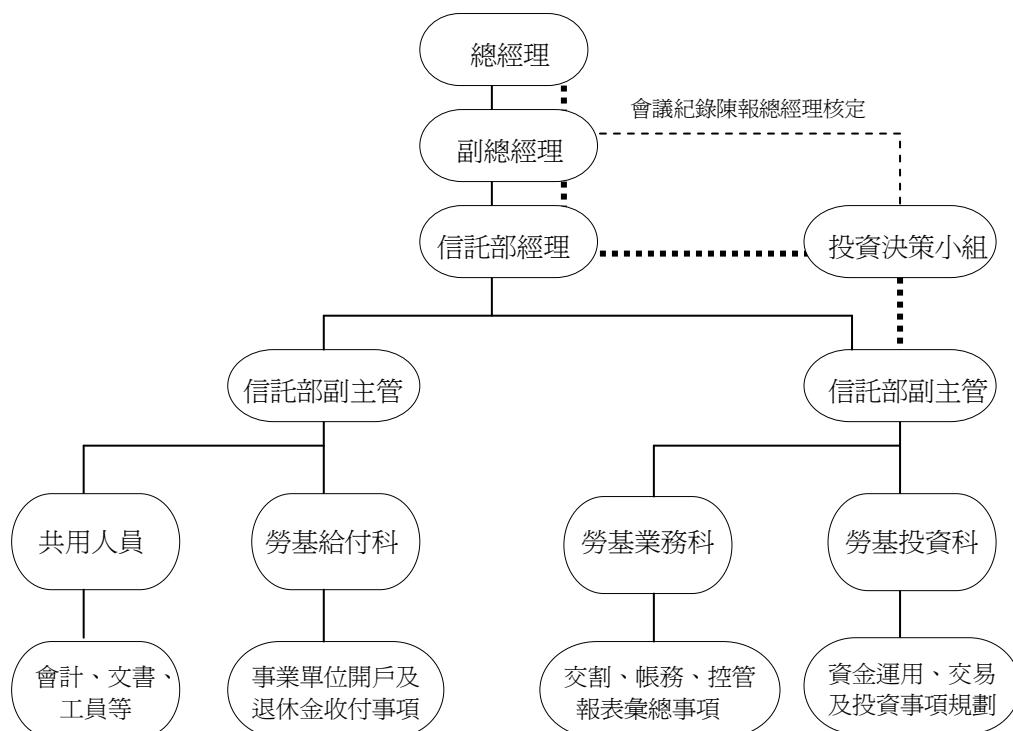 總經理
會議紀錄陳報總經理核定
副總經理
信託部經理
投資決策小組
信託部副主管
信託部副主管
共用人員
勞基給付科
勞基業務科
勞基投資科
會計、文書、
工員等
事業單位開戶及
退休金收付事項
交割、帳務、控管
報表彙總事項
資金運用、交易
及投資事項規劃